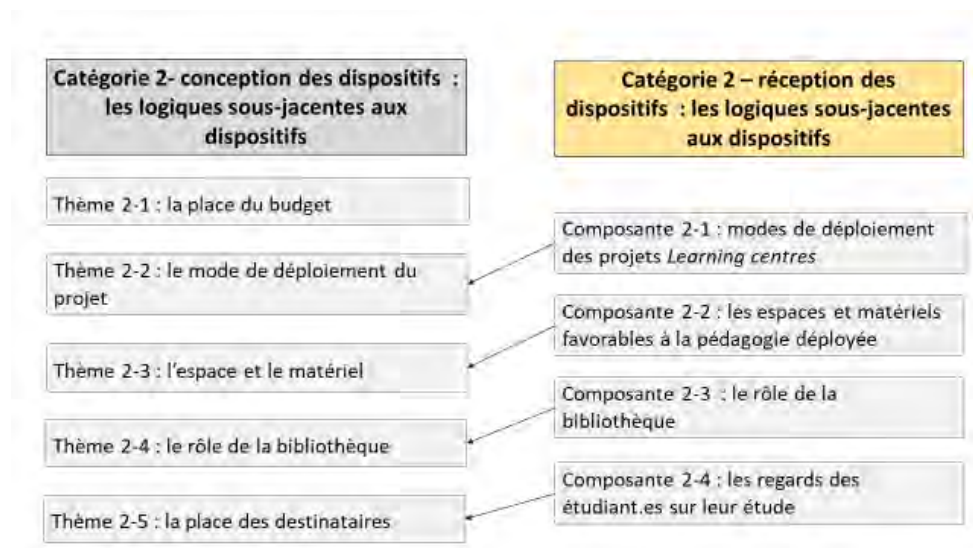 Catégorie 2- conception des dispositifs :
les logiques sous-jacentes aux
dispositifs
Thème 2-1 : la place du budget
Thème 2-2 : le mode de déploiement du
projet
Thème 2-3 : l'espace et le matériel
Thème 2-4 : le rôle de la bibliothèque
Thème 2-5 : la place des destinataires
Catégorie 2 – réception des
dispositifs : les logiques sous-jacentes
aux dispositifs
Composante 2-1 : modes de déploiement
des projets Learning centres
Composante 2-2 : les espaces et matériels
favorables à la pédagogie déployée
Composante 2-3 : le rôle de la
bibliothèque
Composante 2-4 : les regards des
étudiant.es sur leur étude